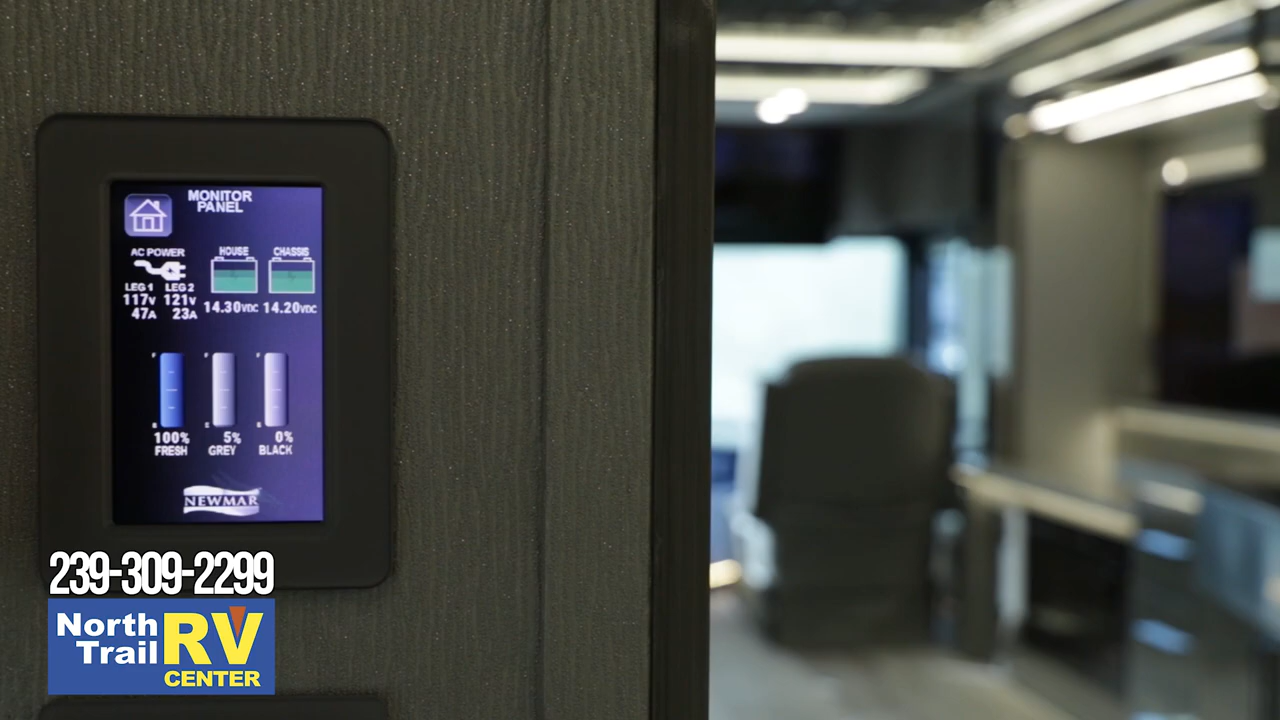 MONITOR
PANEL
AC POWER
HOUSE
CHASSIS
LEG 1 LEG 2
117V 121V
47A 23A
14.30VDC 14.20VDC
100% 5% 0%
FRESH GREY BLACK
NEWMAR
239-309-2299
North
Trail
RV
CENTER